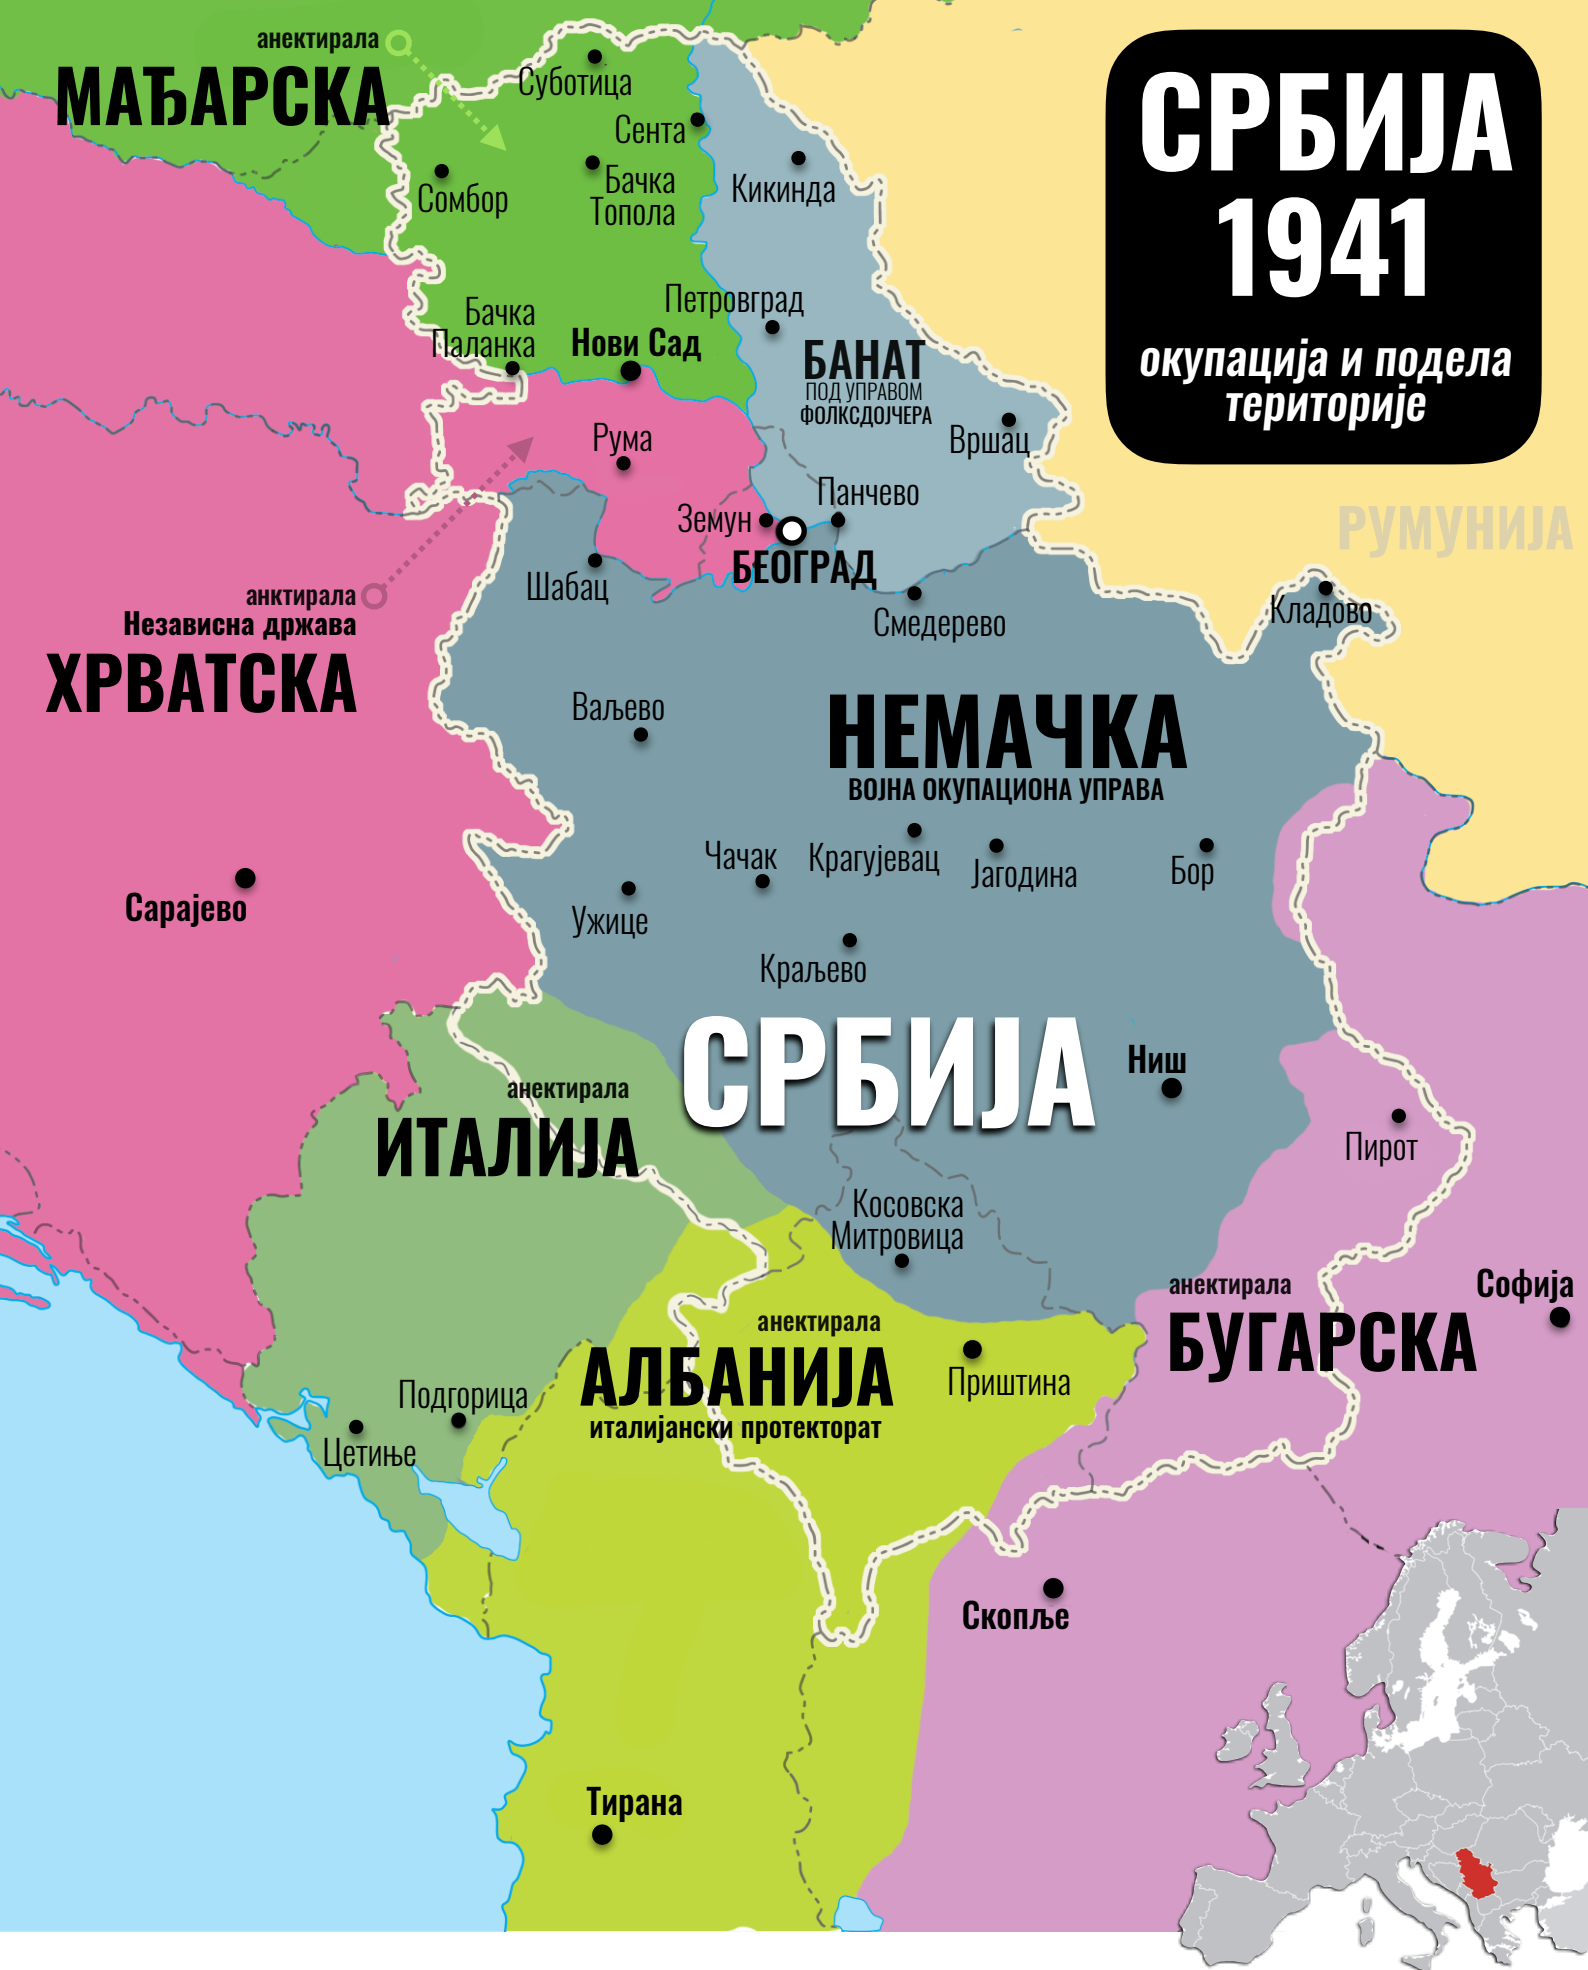 СРБИЈА
1941
окупација и подела
територије
анектирала
МАЂАРСКА
Суботица
Сента
Сомбор
Бачка
Топола
Кикинда
Петровград
Бачка
Паланка
Нови Сад
БАНАТ
ПОД УПРАВОМ
ФОЛКСДОЈЧЕРА
Рума
Вршац
Панчево
Земун
БЕОГРАД
РУМУНИЈА
Шабац
Смедерево
Кладово
анктирала
Независна држава
ХРВАТСКА
Ваљево
НЕМАЧКА
ВОЈНА ОКУПАЦИОНА УПРАВА
Чачак
Крагујевац
Јагодина
Бор
Сарајево
Ужице
Краљево
СРБИЈА
Ниш
анектирала
ИТАЛИЈА
Пирот
Косовска
Митровица
анектирала
БУГАРСКА
Софија
анектирала
АЛБАНИЈА
италијански протекторат
Приштина
Подгорица
Цетиње
Скопље
Тирана